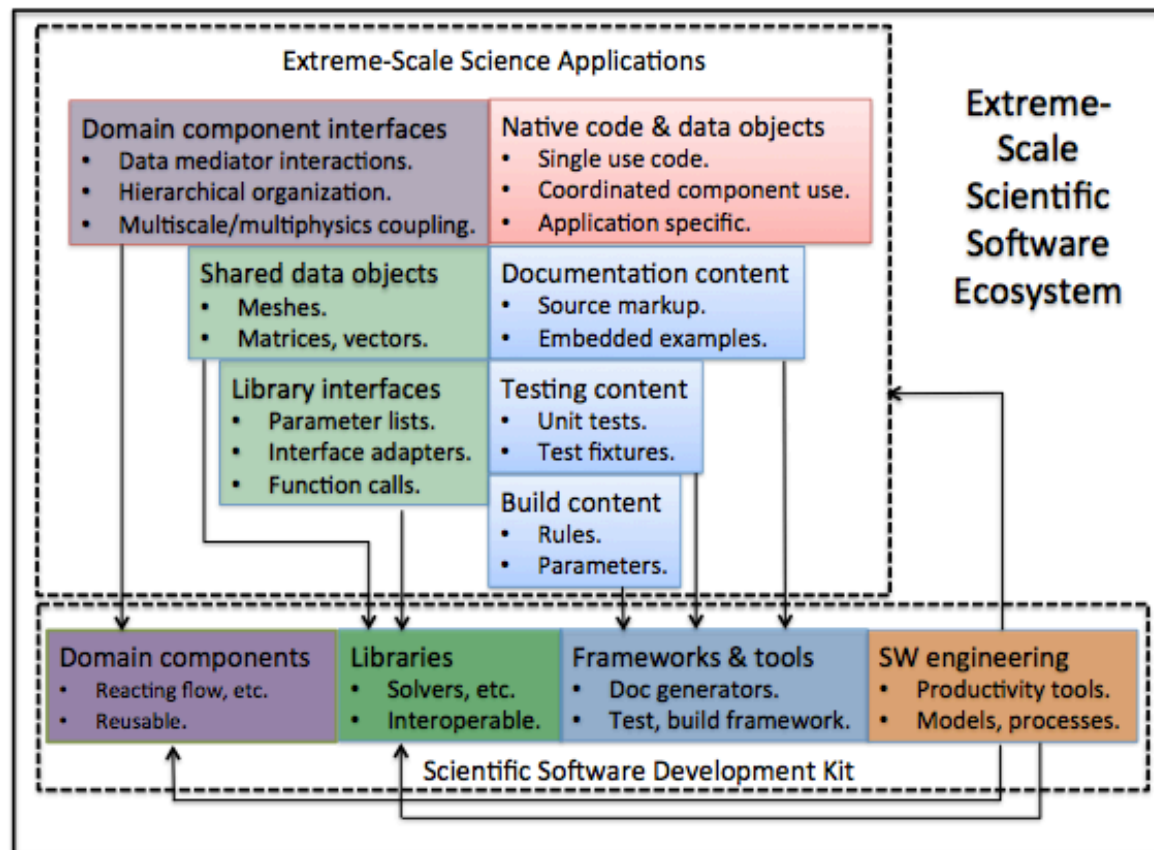 Extreme-Scale Science Applications
Extreme-
Scale
Scientific
Software
Ecosystem
Domain component interfaces
• Data mediator interactions.
• Hierarchical organization.
• Multiscale/multiphysics coupling.
Native code & data objects
• Single use code.
• Coordinated component use.
• Application specific.
Shared data objects
• Meshes.
• Matrices, vectors.
Documentation content
• Source markup.
• Embedded examples.
Library interfaces
• Parameter lists.
• Interface adapters.
• Function calls.
Testing content
• Unit tests.
• Test fixtures.
Build content
• Rules.
• Parameters.
Domain components
• Reacting flow, etc.
• Reusable.
Libraries
• Solvers, etc.
• Interoperable.
Frameworks & tools
• Doc generators.
• Test, build framework.
SW engineering
• Productivity tools.
• Models, processes.
Scientific Software Development Kit